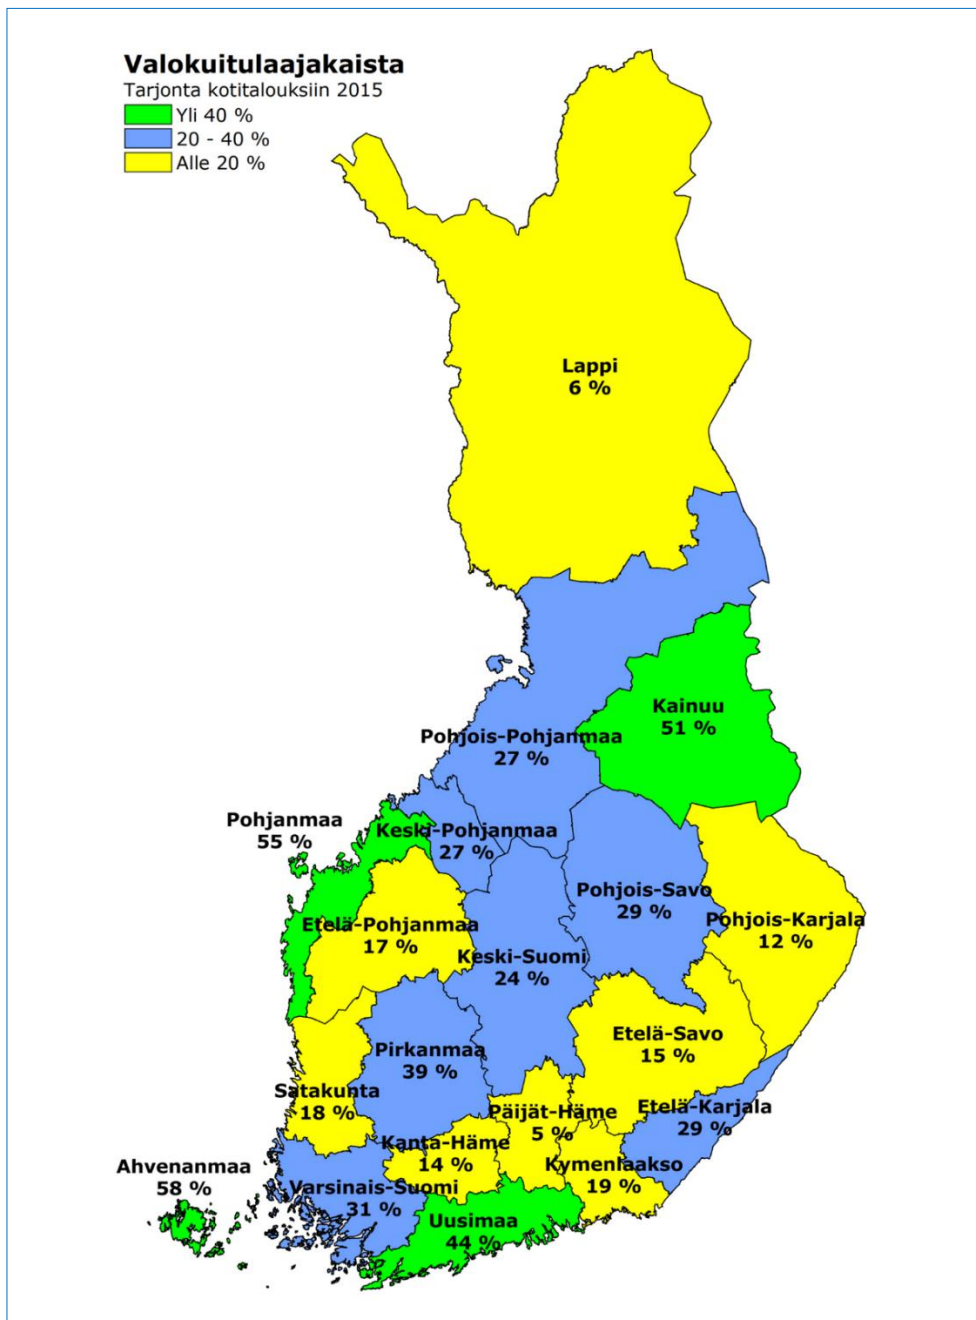 Valokuitulaajakaista
Tarjonta kotitalouksiin 2015
Yli 40 %
20 - 40 %
Alle 20 %
Lappi
6 %
Kainuu
51 %
Pohjois-Pohjanmaa
27 %
Pohjanmaa
55 %
Keski-Pohjanmaa
27 %
Pohjois-Savo
29 %
Pohjois-Karjala
12 %
Etelä-Pohjanmaa
17 %
Keski-Suomi
24 %
Etelä-Savo
15 %
Pirkanmaa
39 %
Satakunta
18 %
Päijät-Häme
5 %
Etelä-Karjala
29 %
Kanta-Häme
14 %
Kymenlaakso
19 %
Ahvenanmaa
58 %
Varsinais-Suomi
31 %
Uusimaa
44 %